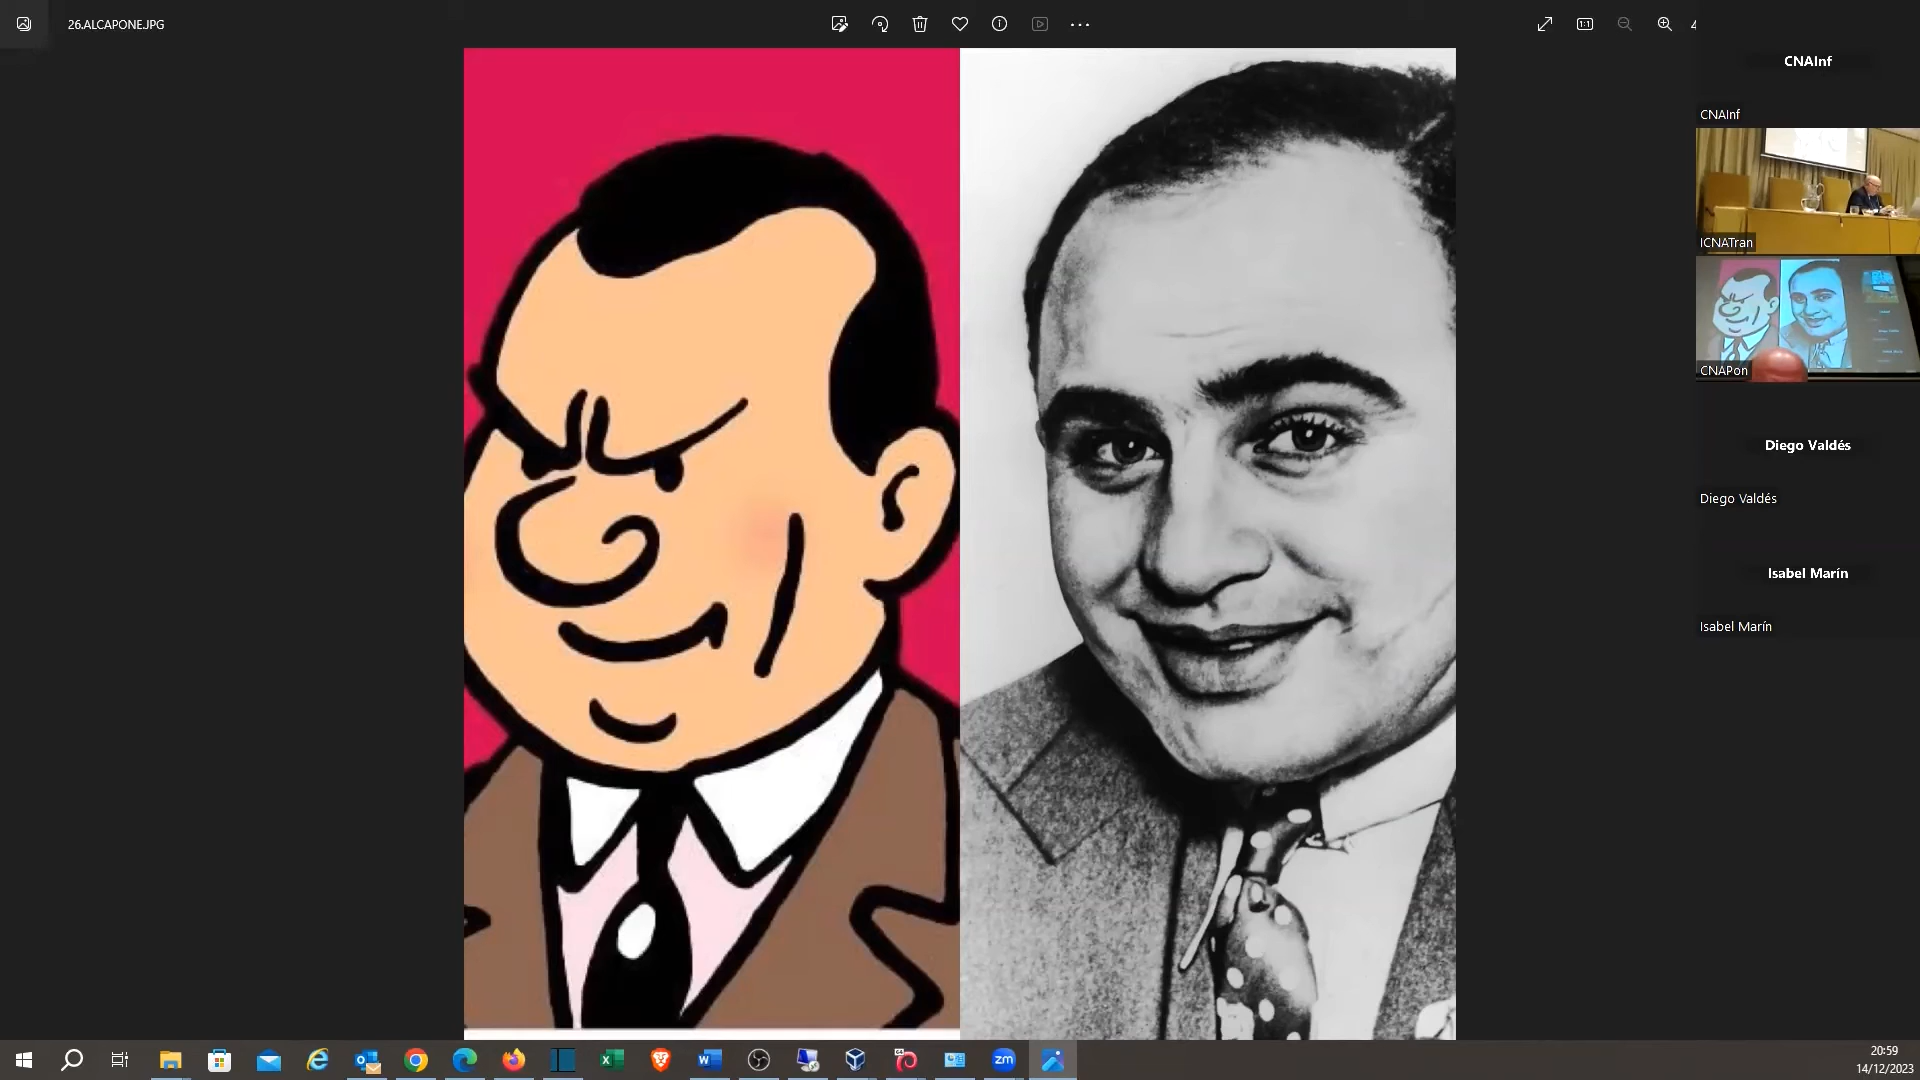 26.ALCAPONE.JPG
CNAInf
CNAInf
ICNATran
CNAPon
Diego Valdés
Diego Valdés
Isabel Marín
Isabel Marín
20:59
14/12/2023